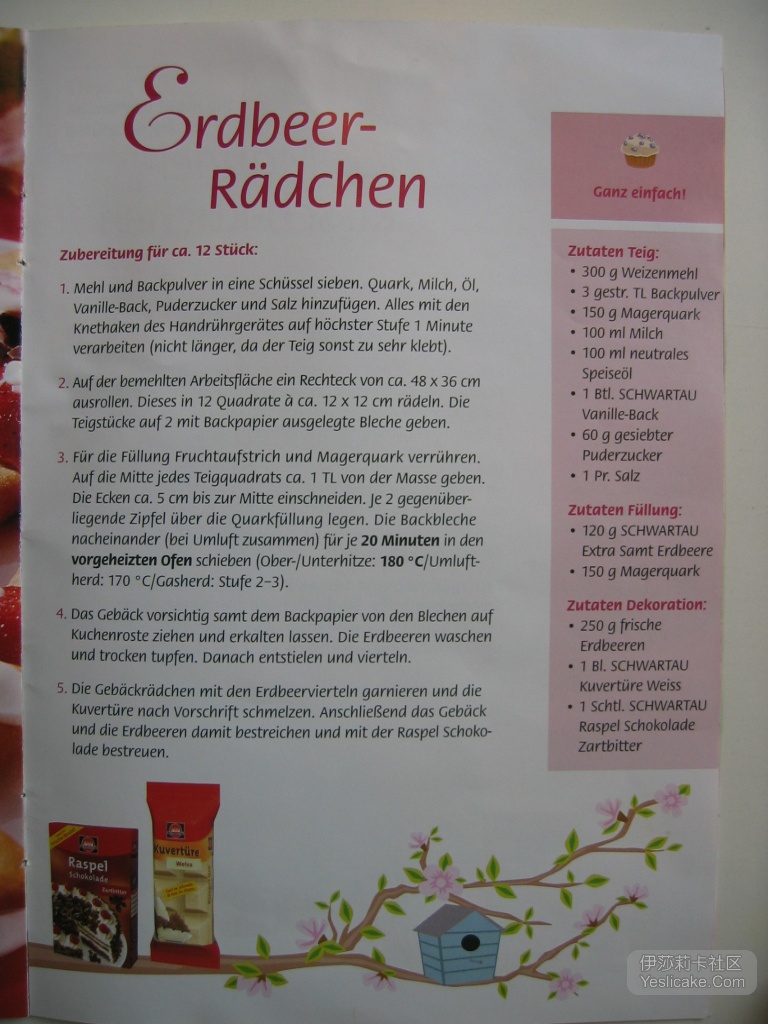 Erdbeer-
Rädchen
Zubereitung für ca. 12 Stück:
1. Mehl und Backpulver in eine Schüssel sieben. Quark, Milch, Öl,
Vanille-Back, Puderzucker und Salz hinzufügen. Alles mit den
Knethaken des Handrührgerätes auf höchster Stufe 1 Minute
verarbeiten (nicht länger, da der Teig sonst zu sehr klebt).
2. Auf der bemehlten Arbeitsfläche ein Rechteck von ca. 48 x 36 cm
ausrollen. Dieses in 12 Quadrate à ca. 12 x 12 cm rädeln. Die
Teigstücke auf 2 mit Backpapier ausgelegte Bleche geben.
3. Für die Füllung Fruchtaufstrich und Magerquark verrühren.
Auf die Mitte jedes Teigquadrats ca. 1 TL von der Masse geben.
Die Ecken ca. 5 cm bis zur Mitte einschneiden. Je 2 gegenüber-
liegende Zipfel über die Quarkfüllung legen. Die Backbleche
nacheinander (bei Umluft zusammen) für je 20 Minuten in den
vorgeheizten Ofen schieben (Ober-/Unterhitze: 180 °C/Umluft-
herd: 170 °C/Gasherd: Stufe 2–3).
4. Das Gebäck vorsichtig samt dem Backpapier von den Blechen auf
Kuchenroste ziehen und erkalten lassen. Die Erdbeeren waschen
und trocken tupfen. Danach entstielen und vierteln.
5. Die Gebäckrädchen mit den Erdbeervierteln garnieren und die
Kuvertüre nach Vorschrift schmelzen. Anschließend das Gebäck
und die Erdbeeren damit bestreichen und mit der Raspel Schoko-
lade bestreuen.
Ganz einfach!
Zutaten Teig:
• 300 g Weizenmehl
• 3 gestr. TL Backpulver
• 150 g Magerquark
• 100 ml Milch
• 100 ml neutrales
Speiseöl
• 1 Btl. SCHWARTAU
Vanille-Back
• 60 g gesiebter
Puderzucker
• 1 Pr. Salz
Zutaten Füllung:
• 120 g SCHWARTAU
Extra Samt Erdbeere
• 150 g Magerquark
Zutaten Dekoration:
• 250 g frische
Erdbeeren
• 1 Bl. SCHWARTAU
Kuvertüre Weiss
• 1 Schtl. SCHWARTAU
Raspel Schokolade
Zartbitter
Raspel
Schokolade
Zartbitter
Kuvertüre
Weiss
伊莎莉卡社区
Yeslicake.Com